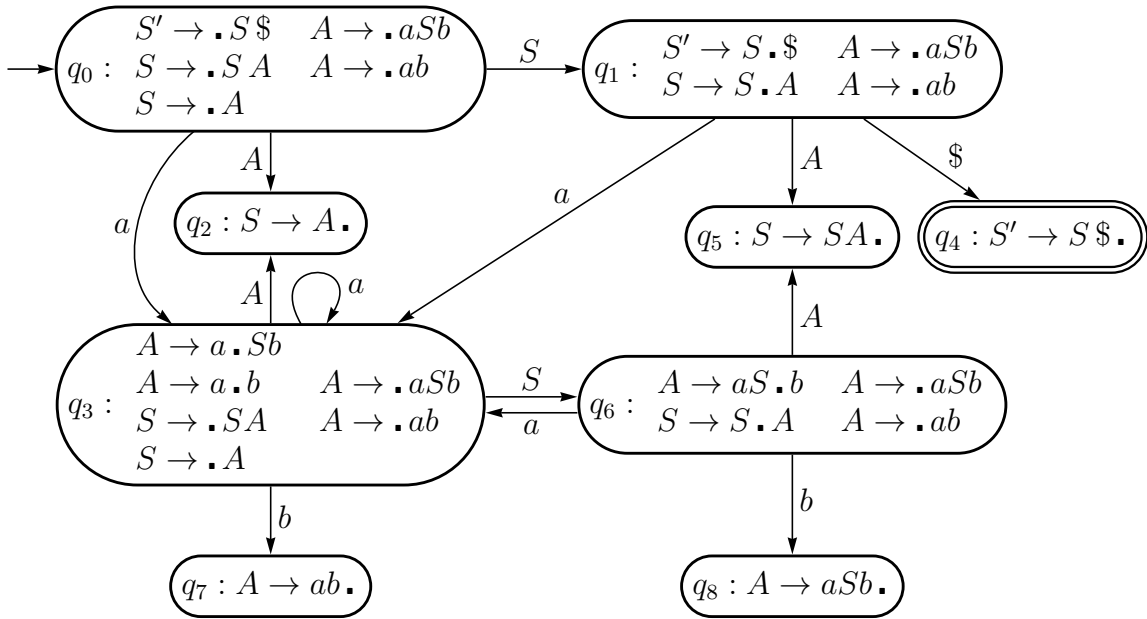 q₀ : S′ → .S$ A → .aSb
S → .SA A → .ab
S → .A
S
q₁ : S′ → S.$ A → .aSb
S → S.A A → .ab
a
A
a
A
$
q₂ : S → A.
q₅ : S → SA.
q₄ : S′ → S$.
A
a
A
q₃ : A → a.Sb
A → a.b A → .aSb
S → .SA A → .ab
S → .A
S
a
q₆ : A → aS.b A → .aSb
S → S.A A → .ab
b
b
q₇ : A → ab.
q₈ : A → aSb.